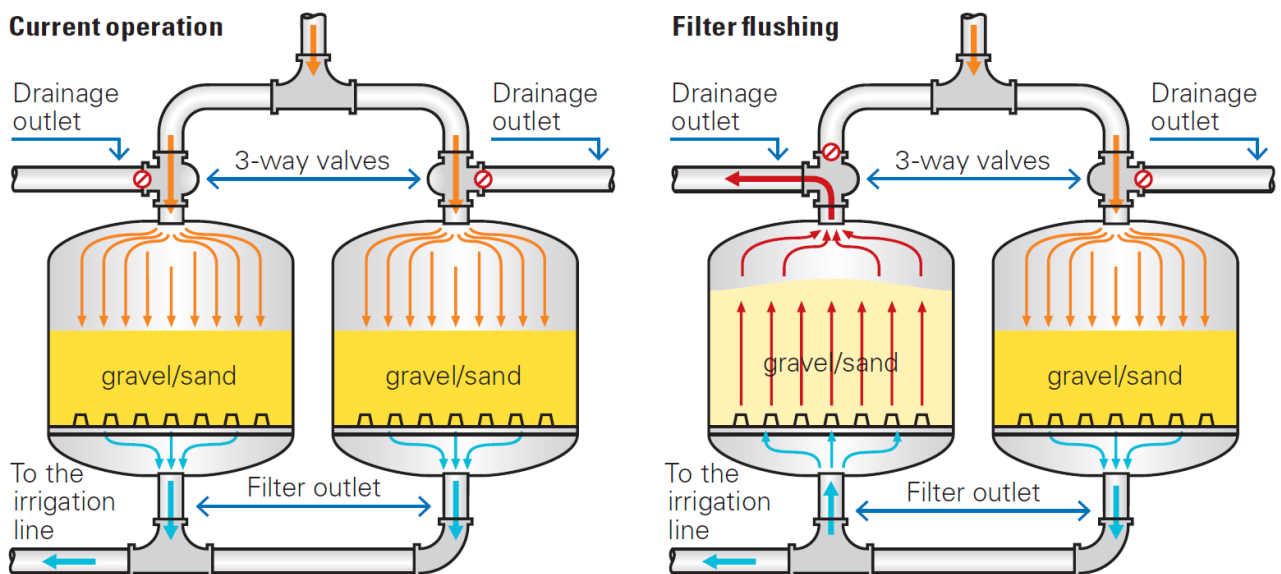 Current operation
Drainage
outlet
Drainage
outlet
3-way valves
gravel/sand
gravel/sand
To the
irrigation
line
Filter outlet
Filter flushing
Drainage
outlet
Drainage
outlet
3-way valves
gravel/sand
gravel/sand
To the
irrigation
line
Filter outlet